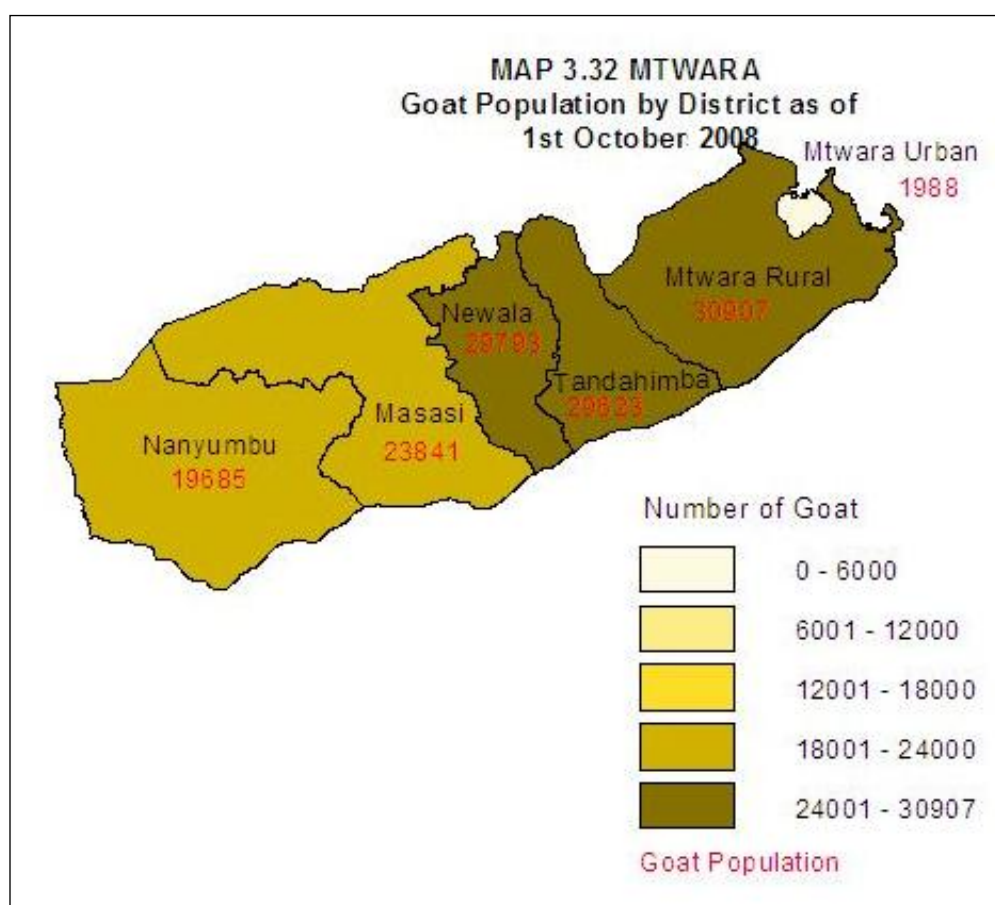 MAP 3.32 MTWARA
Goat Population by District as of
1st October 2008
Mtwara Urban
1988
Mtwara Rural
30907
Newala
29793
Tandahimba
29623
Masasi
23841
Nanyumbu
19685
Number of Goat
0 - 6000
6001 - 12000
12001 - 18000
18001 - 24000
24001 - 30907
Goat Population